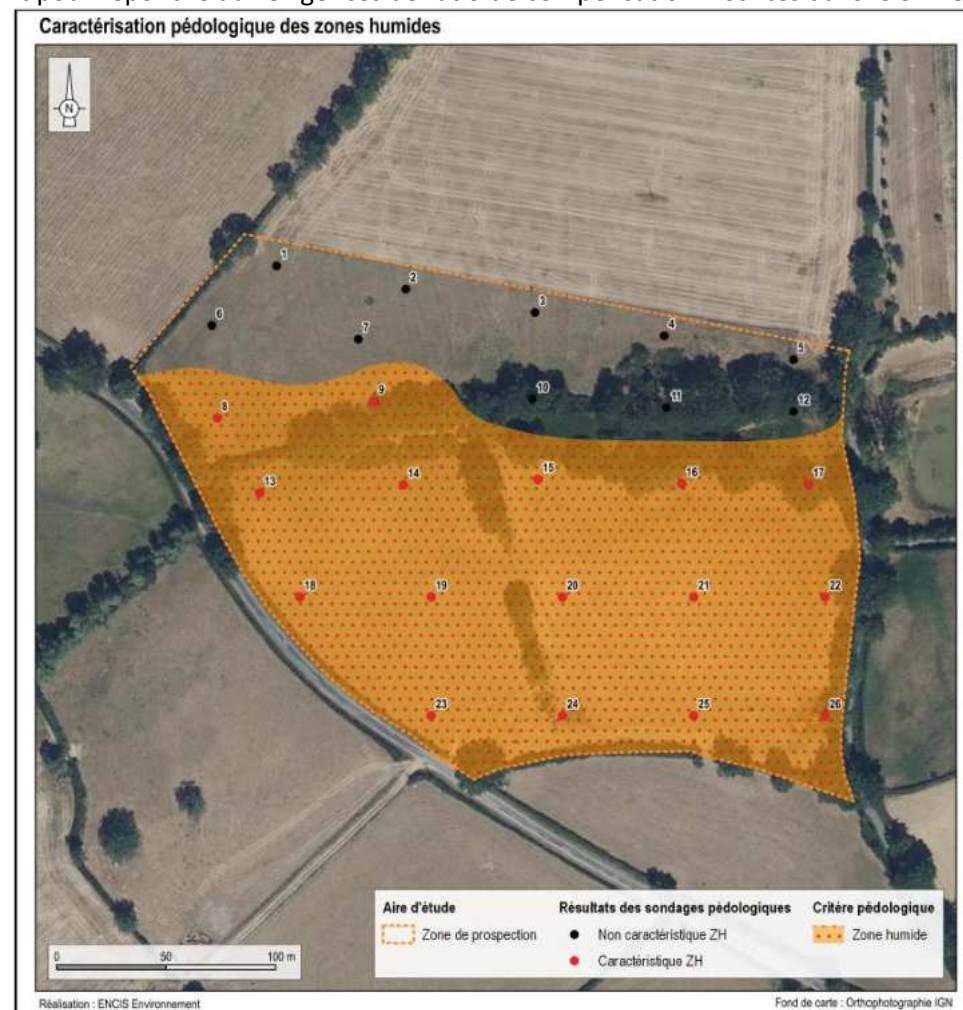 Caractérisation pédologique des zones humides
N
1
2
3
4
5
6
7
8
9
10
11
12
13
14
15
16
17
18
19
20
21
22
23
24
25
26
Aire d'étude
Zone de prospection
Résultats des sondages pédologiques
Non caractéristique ZH
Caractéristique ZH
Critère pédologique
Zone humide
0 50 100 m
Réalisation : ENCIS Environnement
Fond de carte : Orthophotographie IGN